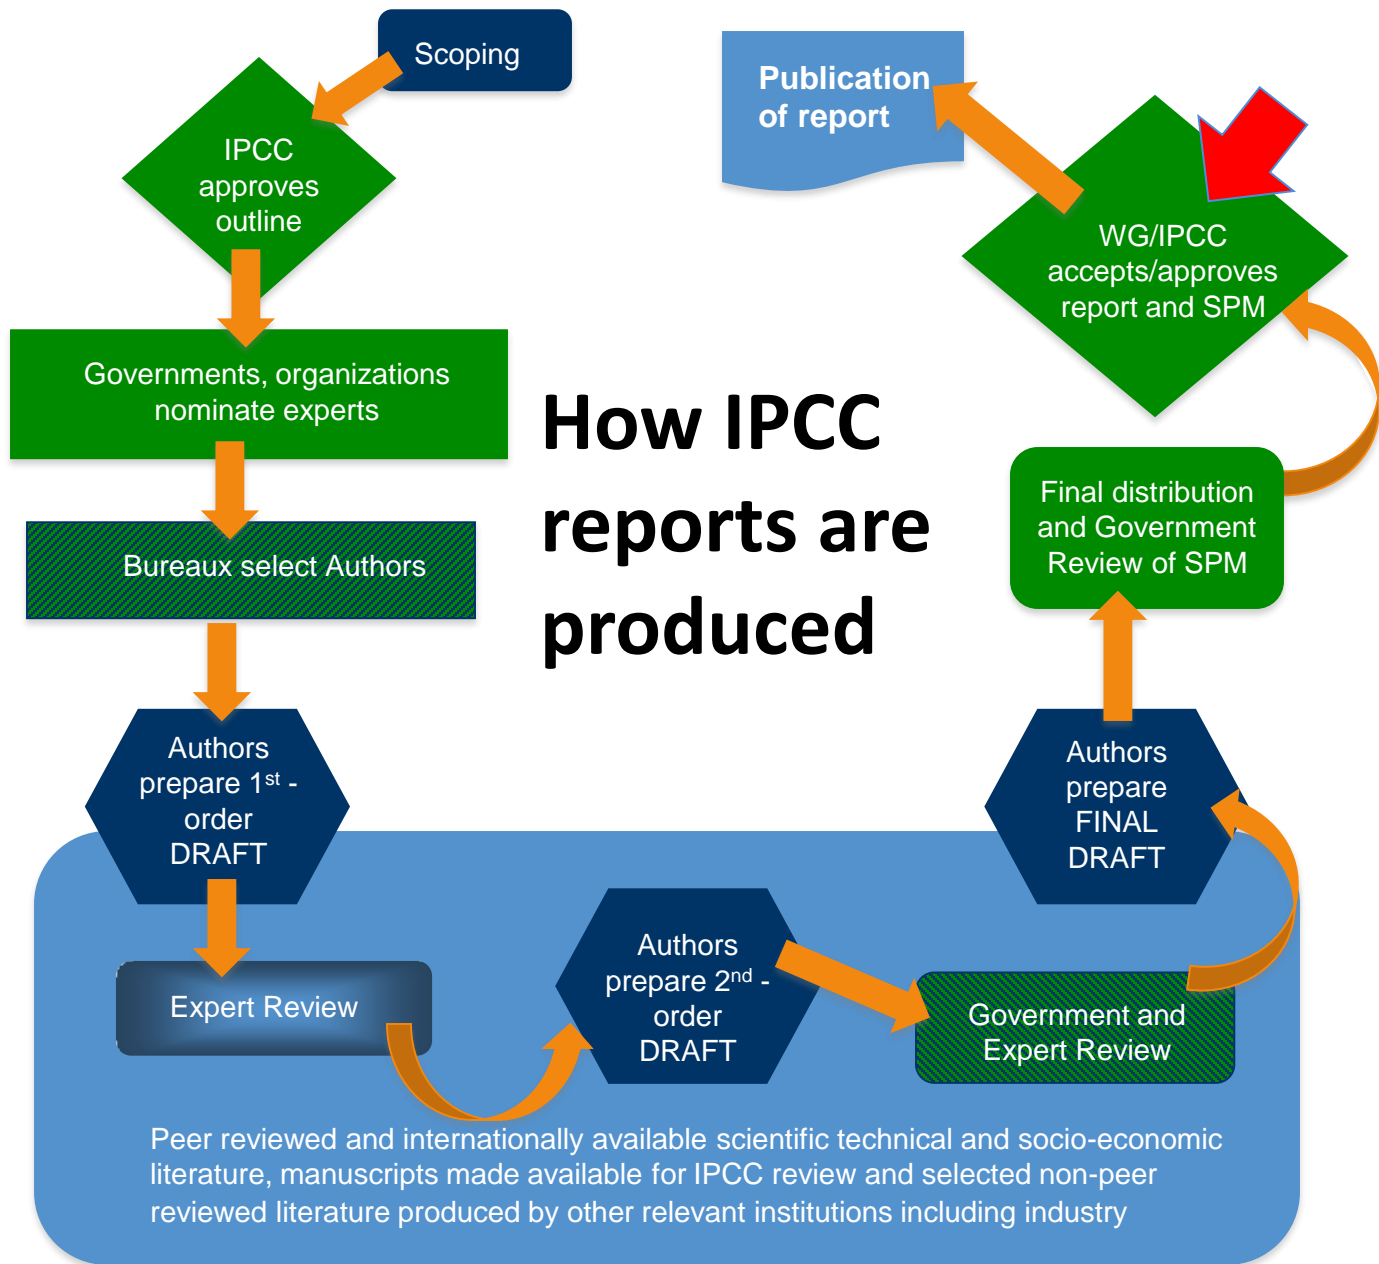 Scoping
IPCC
approves
outline
Governments, organizations
nominate experts
Bureaux select Authors
Authors
prepare 1st -
order
DRAFT
Expert Review
Authors
prepare 2nd -
order
DRAFT
Government and
Expert Review
Authors
prepare
FINAL
DRAFT
Final distribution
and Government
Review of SPM
WG/IPCC
accepts/approves
report and SPM
Publication
of report
How IPCC
reports are
produced
Peer reviewed and internationally available scientific technical and socio-economic
literature, manuscripts made available for IPCC review and selected non-peer
reviewed literature produced by other relevant institutions including industry